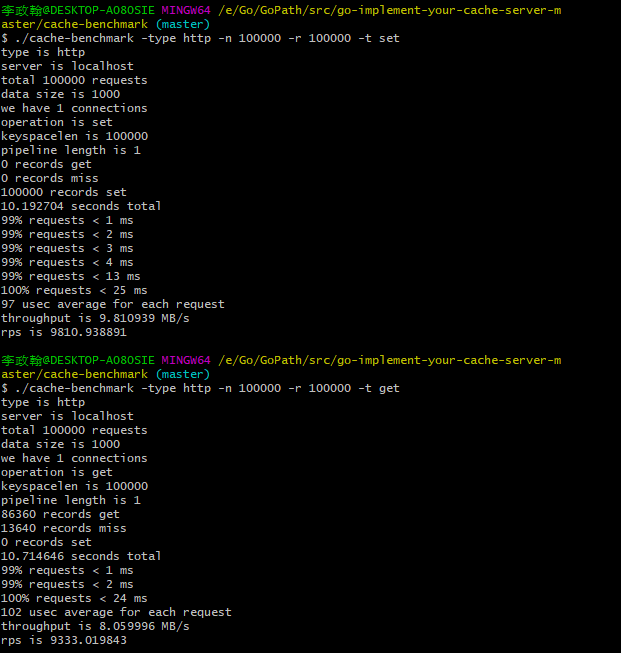 李政翰@DESKTOP-A080SIE MINGW64 /e/Go/GoPath/src/go-implement-your-cache-server-m
aster/cache-benchmark (master)
$ ./cache-benchmark -type http -n 100000 -r 100000 -t set
type is http
server is localhost
total 100000 requests
data size is 1000
we have 1 connections
operation is set
keyspacelen is 100000
pipeline length is 1
0 records get
0 records miss
100000 records set
10.192704 seconds total
99% requests < 1 ms
99% requests < 2 ms
99% requests < 3 ms
99% requests < 4 ms
99% requests < 13 ms
100% requests < 25 ms
97 usec average for each request
throughput is 9.810939 MB/s
rps is 9810.938891
李政翰@DESKTOP-A080SIE MINGW64 /e/Go/GoPath/src/go-implement-your-cache-server-m
aster/cache-benchmark (master)
$ ./cache-benchmark -type http -n 100000 -r 100000 -t get
type is http
server is localhost
total 100000 requests
data size is 1000
we have 1 connections
operation is get
keyspacelen is 100000
pipeline length is 1
86360 records get
13640 records miss
0 records set
10.714646 seconds total
99% requests < 1 ms
99% requests < 2 ms
100% requests < 24 ms
102 usec average for each request
throughput is 8.059996 MB/s
rps is 9333.019843